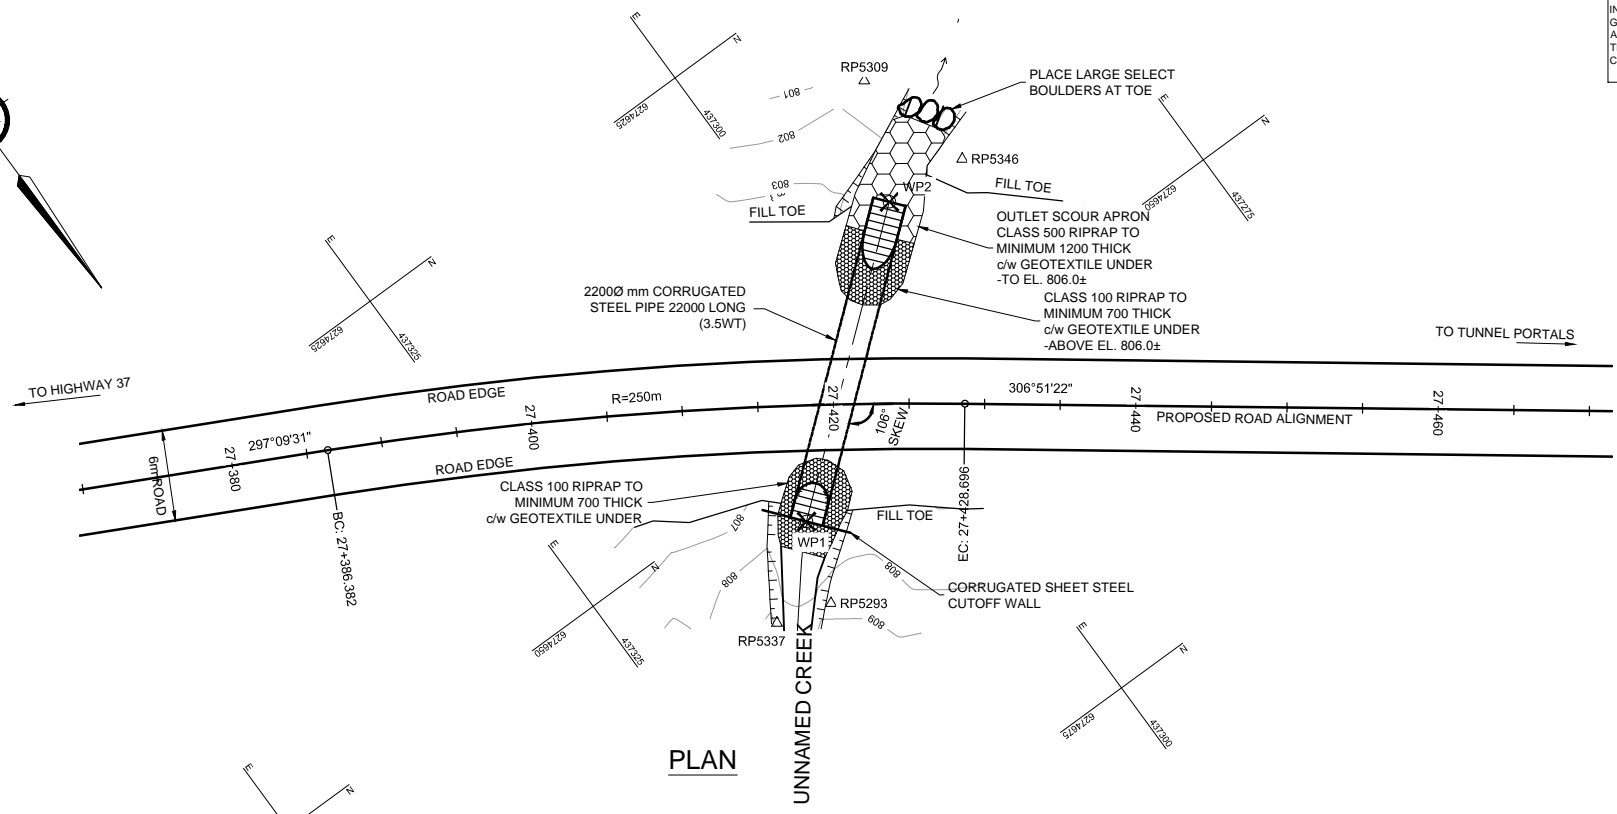 IN
G
A
T
C
E
N
6274625
437300
801
802
803
RP5309
PLACE LARGE SELECT
BOULDERS AT TOE
RP5346
E
N
6274650
437275
WP2
FILL TOE
FILL TOE
OUTLET SCOUR APRON
CLASS 500 RIPRAP TO
MINIMUM 1200 THICK
c/w GEOTEXTILE UNDER
-TO EL. 806.0±
E
N
6274625
437325
2200Ø mm CORRUGATED
STEEL PIPE 22000 LONG
(3.5WT)
CLASS 100 RIPRAP TO
MINIMUM 700 THICK
c/w GEOTEXTILE UNDER
-ABOVE EL. 806.0±
TO TUNNEL PORTALS
TO HIGHWAY 37
ROAD EDGE
R=250m
306°51'22"
27+380
27+400
27+420
27+440
27+460
106°
SKEW
PROPOSED ROAD ALIGNMENT
297°09'31"
6m ROAD
ROAD EDGE
BC: 27+386.382
EC: 27+428.696
CLASS 100 RIPRAP TO
MINIMUM 700 THICK
c/w GEOTEXTILE UNDER
FILL TOE
WP1
807
808
808
809
CORRUGATED SHEET STEEL
CUTOFF WALL
RP5293
RP5337
E
N
6274650
437325
E
N
6274675
437300
UNNAMED CREEK
PLAN
E
N